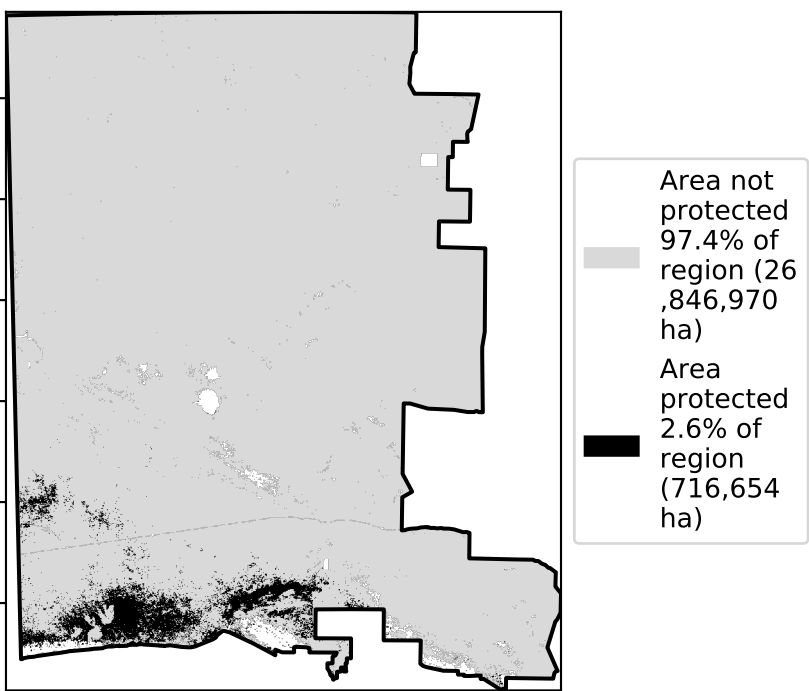 Area not
protected
97.4% of
region (26
,846,970
ha)
Area
protected
2.6% of
region
(716,654
ha)